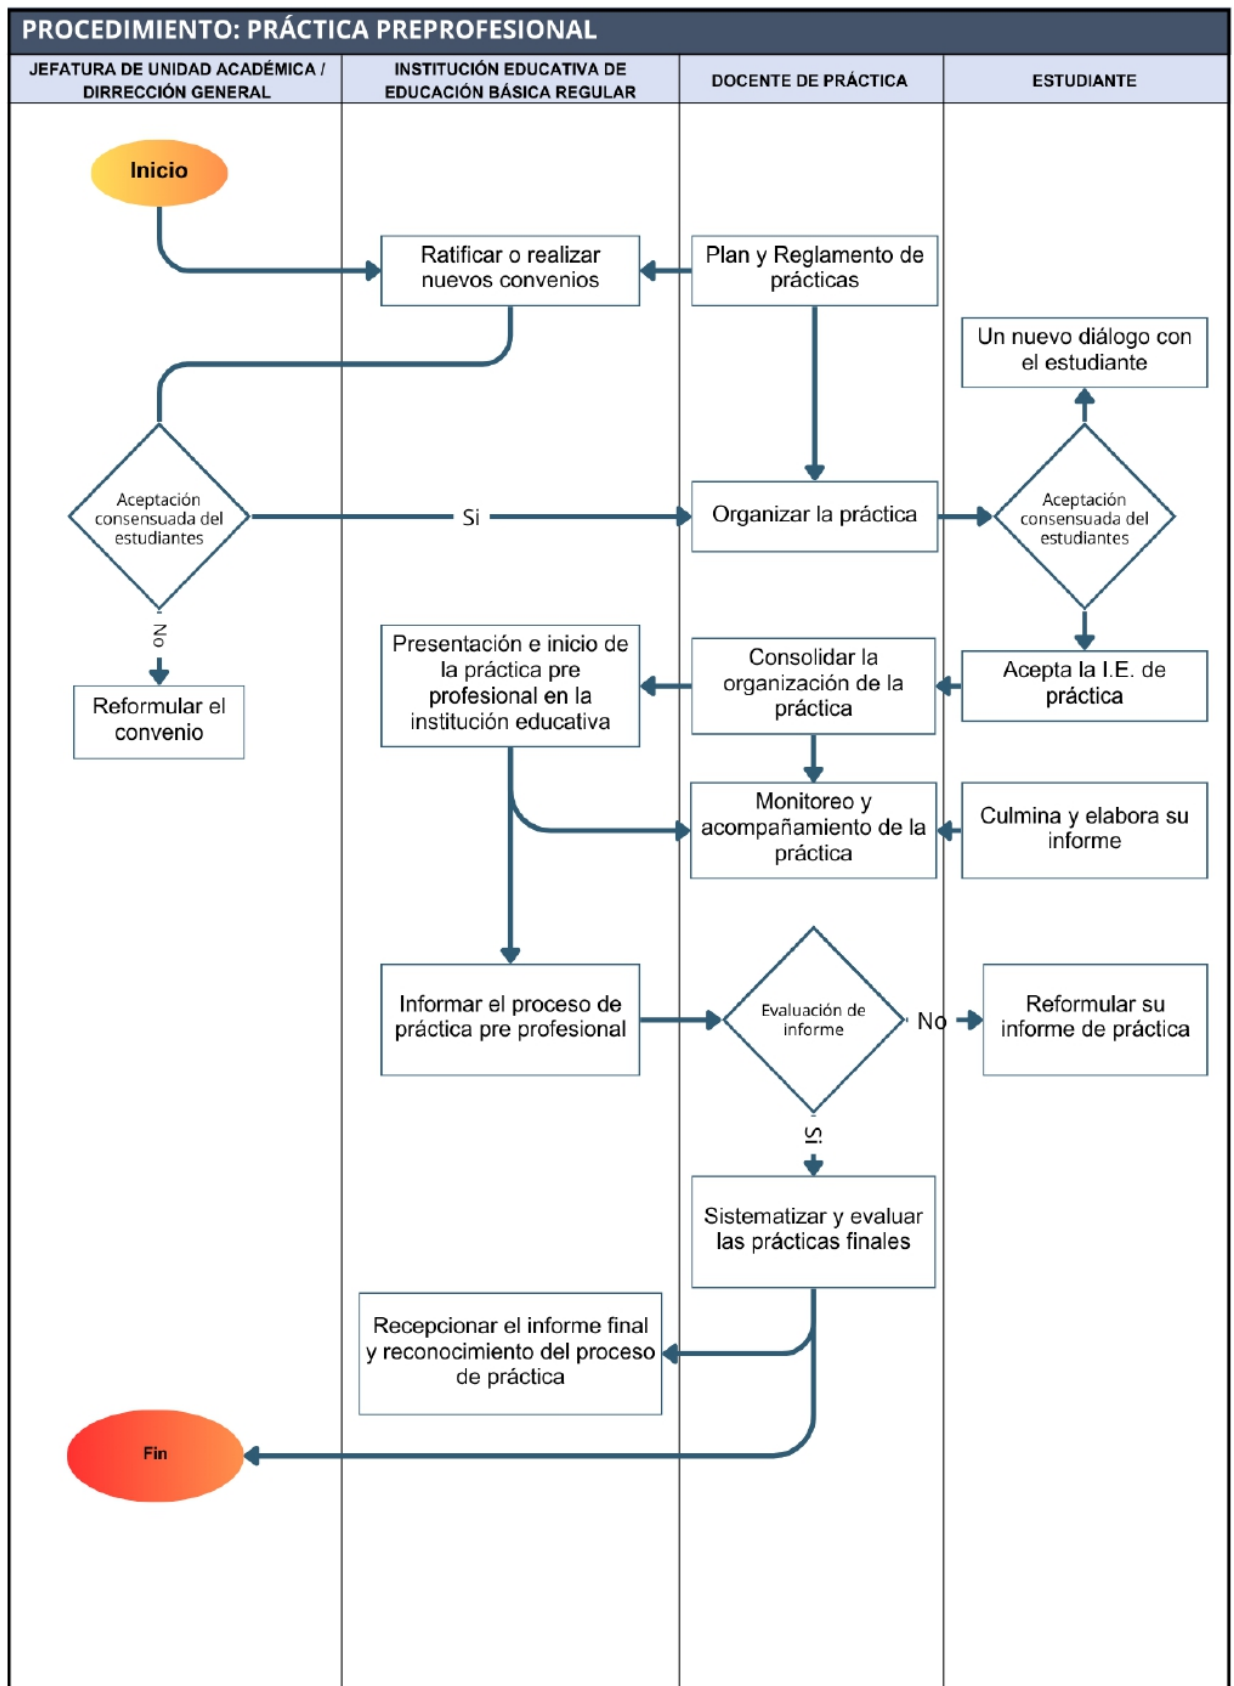 PROCEDIMIENTO: PRÁCTICA PREPROFESIONAL
JEFATURA DE UNIDAD ACADÉMICA /
DIRRECCIÓN GENERAL
INSTITUCIÓN EDUCATIVA DE
EDUCACIÓN BÁSICA REGULAR
DOCENTE DE PRÁCTICA
ESTUDIANTE
Inicio
Ratificar o realizar
nuevos convenios
Plan y Reglamento de
prácticas
Un nuevo diálogo con
el estudiante
Aceptación
consensuada del
estudiantes
Si
Organizar la práctica
Aceptación
consensuada del
estudiantes
No
Reformular el
convenio
Presentación e inicio de
la práctica pre
profesional en la
institución educativa
Consolidar la
organización de la
práctica
Acepta la I.E. de
práctica
Monitoreo y
acompañamiento de la
práctica
Culmina y elabora su
informe
Informar el proceso de
práctica pre profesional
Evaluación de
informe
No
Reformular su
informe de práctica
Si
Sistematizar y evaluar
las prácticas finales
Recepcionar el informe final
y reconocimiento del proceso
de práctica
Fin